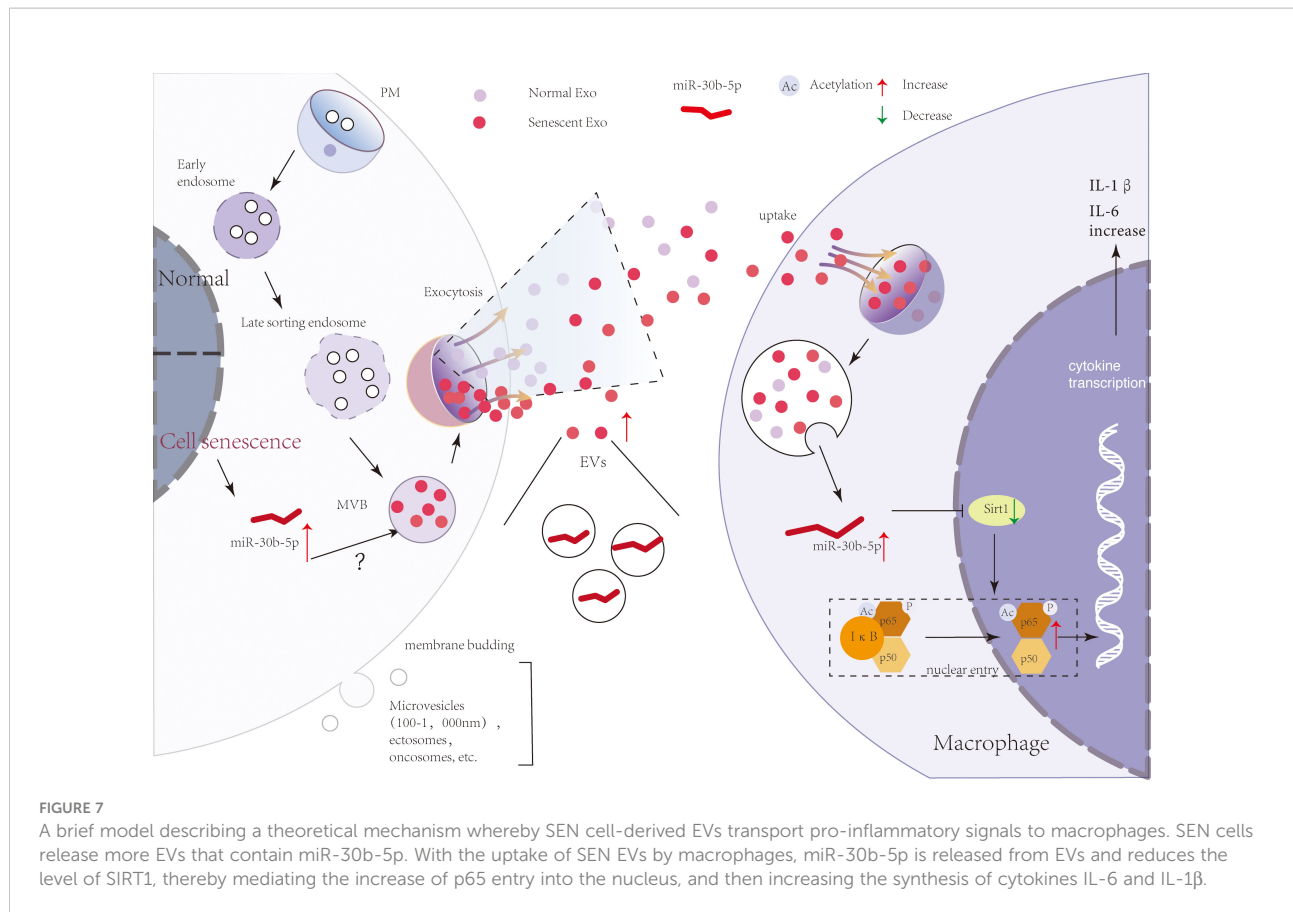 PM
Normal Exo
Senescent Exo
miR-30b-5p
Ac Acetylation
Increase
Decrease
Early
endosome
Normal
Late sorting endosome
Exocytosis
uptake
IL-1 β
IL-6
increase
cytokine
transcription
Cell senescence
miR-30b-5p
?
MVB
EVs
miR-30b-5p
Sirt1
Ac
P
p65
I κ B
p50
nuclear entry
Ac
P
p65
p50
membrane budding
Microvesicles
(100-1, 000nm) ,
ectosomes,
oncosomes, etc.
Macrophage
FIGURE 7
A brief model describing a theoretical mechanism whereby SEN cell-derived EVs transport pro-inflammatory signals to macrophages. SEN cells
release more EVs that contain miR-30b-5p. With the uptake of SEN EVs by macrophages, miR-30b-5p is released from EVs and reduces the
level of SIRT1, thereby mediating the increase of p65 entry into the nucleus, and then increasing the synthesis of cytokines IL-6 and IL-1β.